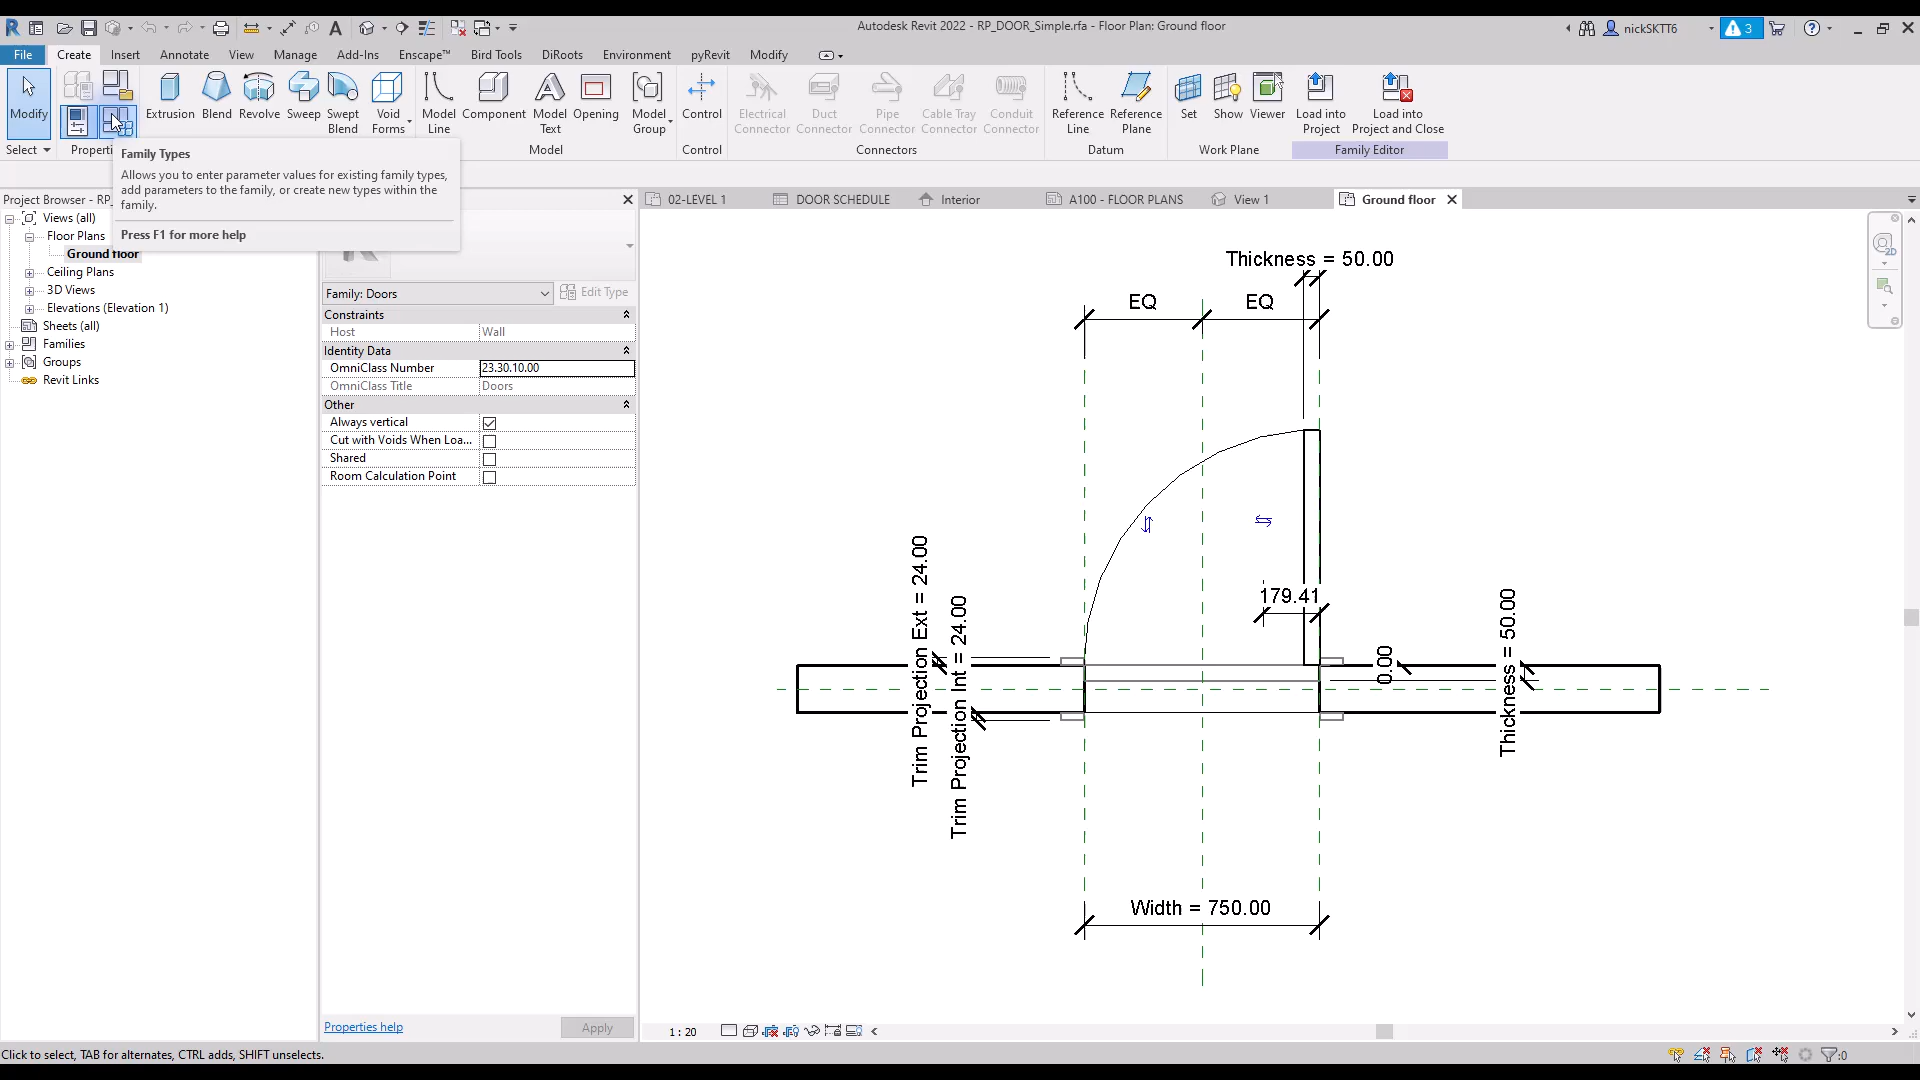 Autodesk Revit 2022 - RP_DOOR_Simple.rfa - Floor Plan: Ground floor
nickSKTT6
3
File
Create
Insert
Annotate
View
Manage
Add-Ins
Enscape™
Bird Tools
DiRoots
Environment
pyRevit
Modify
Modify
Extrusion
Blend
Revolve
Sweep
Swept
Blend
Void
Forms
Model
Line
Component
Model
Text
Opening
Model
Group
Control
Electrical
Connector
Duct
Connector
Pipe
Connector
Cable Tray
Connector
Conduit
Connector
Reference
Line
Reference
Plane
Set
Show
Viewer
Load into
Project
Load into
Project and Close
Select
Properti
Model
Control
Connectors
Datum
Work Plane
Family Editor
Family Types
Allows you to enter parameter values for existing family types,
add parameters to the family, or create new types within the
family.
Press F1 for more help
Project Browser - RP_
Views (all)
Floor Plans
Ground floor
Ceiling Plans
3D Views
Elevations (Elevation 1)
Sheets (all)
Families
Groups
Revit Links
Family: Doors
Edit Type
Constraints
Host
Wall
Identity Data
OmniClass Number
23.30.10.00
OmniClass Title
Doors
Other
Always vertical
Cut with Voids When Loa...
Shared
Room Calculation Point
Properties help
Apply
02-LEVEL 1
DOOR SCHEDULE
Interior
A100 - FLOOR PLANS
View 1
Ground floor
Thickness = 50.00
EQ
EQ
179.41
Trim Projection Ext = 24.00
Trim Projection Int = 24.00
0.00
Thickness = 50.00
Width = 750.00
1 : 20
Click to select, TAB for alternates, CTRL adds, SHIFT unselects.
:0